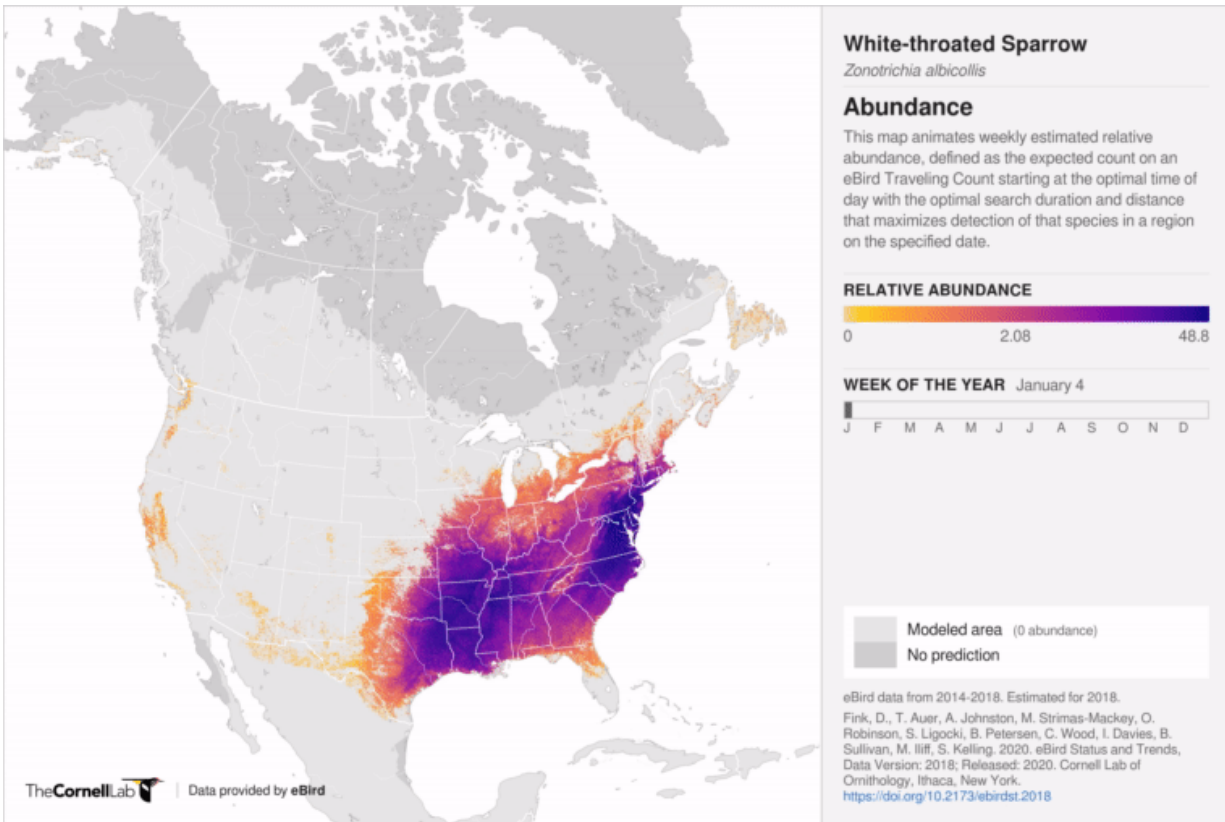 White-throated Sparrow
Zonotrichia albicollis
Abundance
This map animates weekly estimated relative
abundance, defined as the expected count on an
eBird Traveling Count starting at the optimal time of
day with the optimal search duration and distance
that maximizes detection of that species in a region
on the specified date.
RELATIVE ABUNDANCE
0 2.08 48.8
WEEK OF THE YEAR January 4
J F M A M J J A S O N D
Modeled area (0 abundance)
No prediction
eBird data from 2014-2018. Estimated for 2018.
Fink, D., T. Auer, A. Johnston, M. Strimas-Mackey, O.
Robinson, S. Ligocki, B. Petersen, C. Wood, I. Davies, B.
Sullivan, M. Iliff, S. Kelling. 2020. eBird Status and Trends,
Data Version: 2018; Released: 2020. Cornell Lab of
Ornithology, Ithaca, New York.
https://doi.org/10.2173/ebirdst.2018
TheCornellLab Data provided by eBird